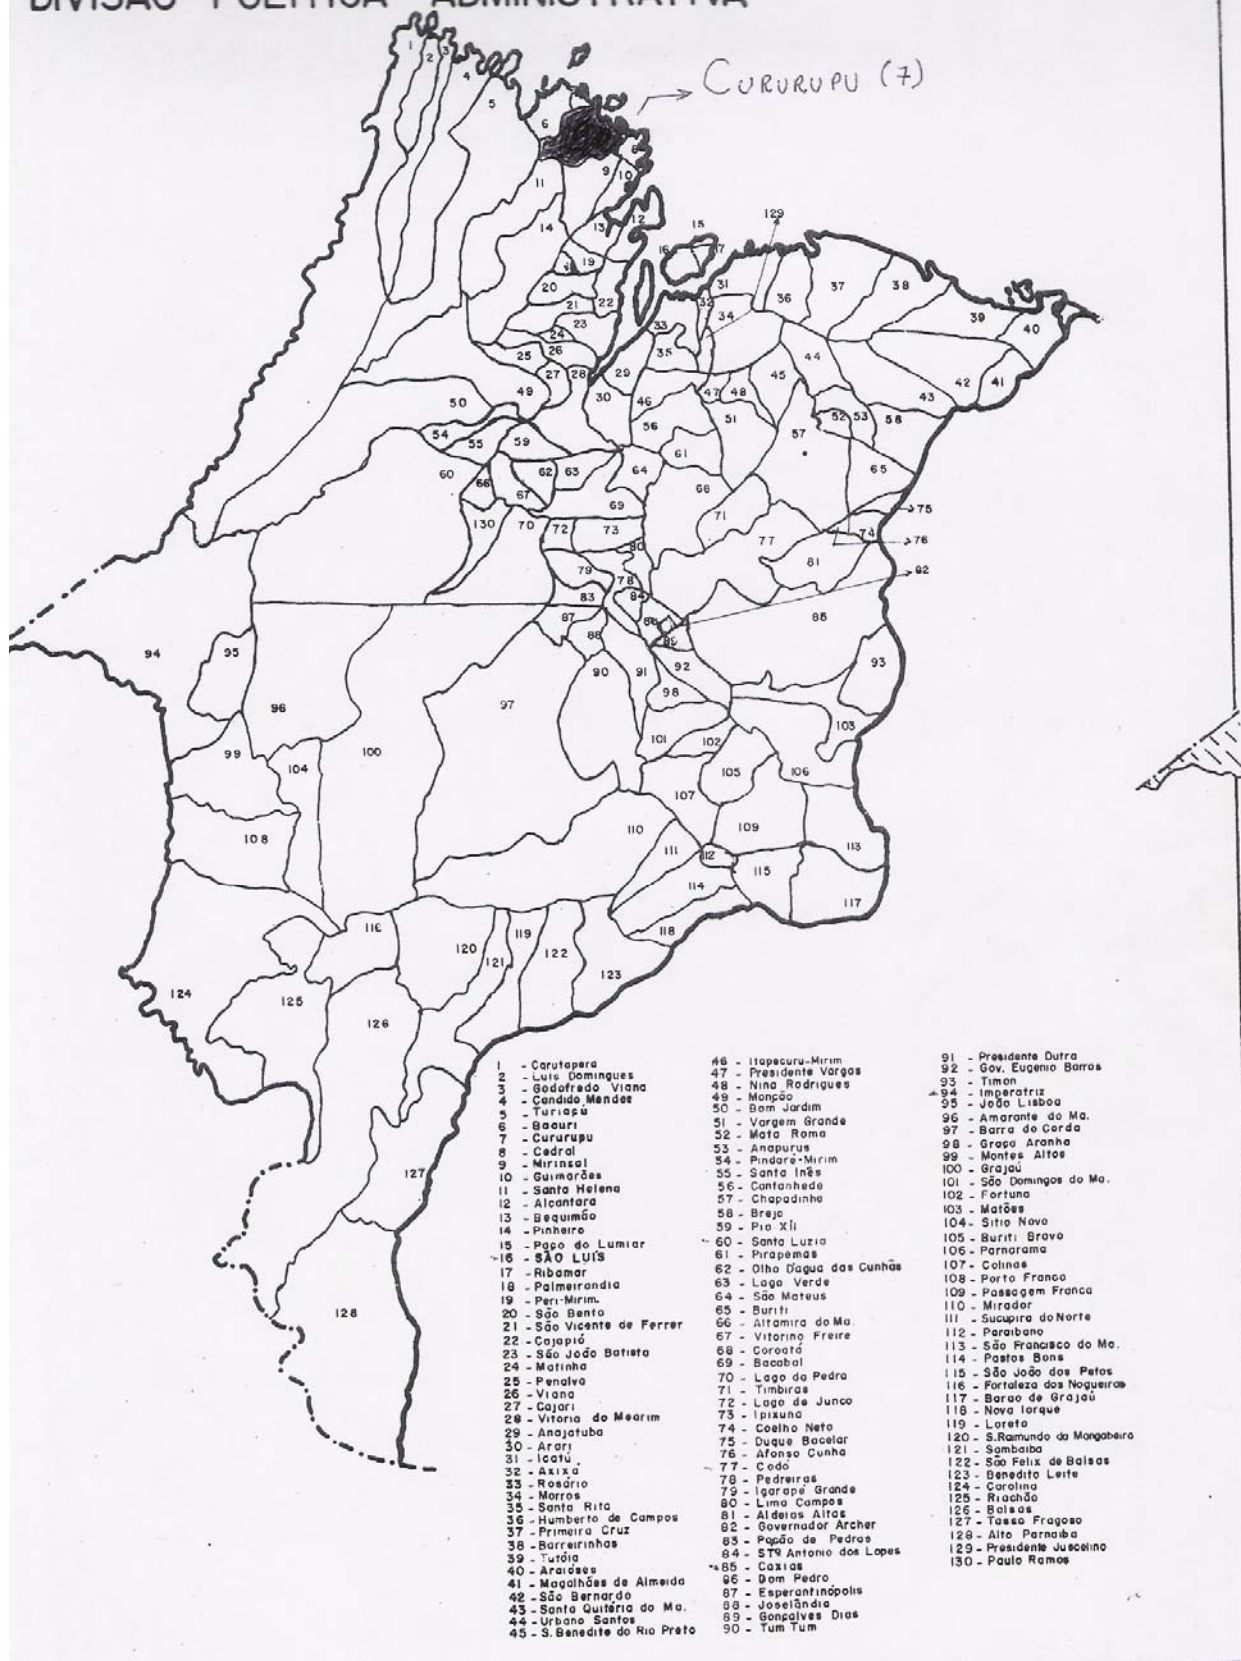 DIVISÃO POLÍTICA ADMINISTRATIVA
CURURUPU (7)
1 - Carutapera
2 - Luis Domingues
3 - Godofredo Viana
4 - Candido Mendes
5 - Turiaçú
6 - Bacuri
7 - Cururupu
8 - Cedral
9 - Mirinzal
10 - Guimarães
11 - Santa Helena
12 - Alcantara
13 - Bequimão
14 - Pinheiro
15 - Paço do Lumiar
16 - SÃO LUIS
17 - Ribamar
18 - Palmeirandia
19 - Peri-Mirim.
20 - São Bento
21 - São Vicente de Ferrer
22 - Cajapió
23 - São João Batista
24 - Matinha
25 - Penalva
26 - Viana
27 - Cajari
28 - Vitoria do Mearim
29 - Anajatuba
30 - Arari
31 - Icatú
32 - Axixá
33 - Rosário
34 - Morros
35 - Santa Rita
36 - Humberto de Campos
37 - Primeira Cruz
38 - Barreirinhas
39 - Tutóia
40 - Araioses
41 - Magalhães de Almeida
42 - São Bernardo
43 - Santa Quitéria do Ma.
44 - Urbano Santos
45 - S. Benedito do Rio Preto
46 - Itapecuru-Mirim
47 - Presidente Vargas
48 - Nina Rodrigues
49 - Monção
50 - Bom Jardim
51 - Vargem Grande
52 - Mata Roma
53 - Anapurus
54 - Pindaré-Mirim
55 - Santa Inês
56 - Cantanhede
57 - Chapadinha
58 - Brejo
59 - Pio XII
60 - Santa Luzia
61 - Pirapemas
62 - Olho D'agua das Cunhãs
63 - Lago Verde
64 - São Mateus
65 - Buriti
66 - Altamira do Ma.
67 - Vitorino Freire
68 - Coroatá
69 - Bacabal
70 - Lago da Pedra
71 - Timbiras
72 - Lago de Junco
73 - Ipixuna
74 - Coelho Neto
75 - Duque Bacelar
76 - Afonso Cunha
77 - Codó
78 - Pedreiras
79 - Igarapé Grande
80 - Lima Campos
81 - Aldeias Altas
82 - Governador Archer
83 - Poção de Pedras
84 - STº Antonio dos Lopes
85 - Caxias
86 - Dom Pedro
87 - Esperantinópolis
88 - Joselândia
89 - Gonçalves Dias
90 - Tum Tum
91 - Presidente Dutra
92 - Gov. Eugenio Barros
93 - Timon
94 - Imperatriz
95 - João Lisboa
96 - Amarante do Ma.
97 - Barra do Corda
98 - Graça Aranha
99 - Montes Altos
100 - Grajaú
101 - São Domingos do Ma.
102 - Fortuna
103 - Matões
104 - Sitio Novo
105 - Buriti Bravo
106 - Parnarama
107 - Colinas
108 - Porto Franco
109 - Passagem Franca
110 - Mirador
111 - Sucupira do Norte
112 - Paraibano
113 - São Francisco do Ma.
114 - Pastos Bons
115 - São João dos Patos
116 - Fortaleza dos Nogueiras
117 - Barao de Grajaú
118 - Nova Iorque
119 - Loreto
120 - S. Raimundo da Mangabeira
121 - Sambaiba
122 - São Felix de Balsas
123 - Benedito Leite
124 - Carolina
125 - Riachão
126 - Balsas
127 - Tasso Fragoso
128 - Alto Parnaiba
129 - Presidente Juscelino
130 - Paulo Ramos